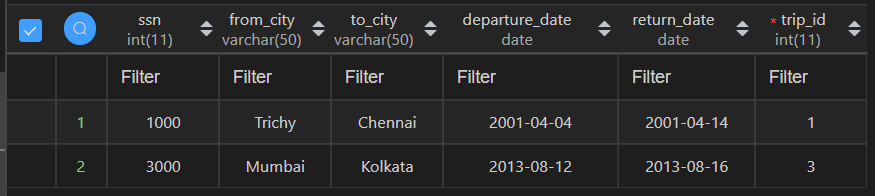 ssn from_city to_city departure_date return_date * trip_id
int(11) varchar(50) varchar(50) date date int(11)
Filter Filter Filter Filter Filter Filter
1 1000 Trichy Chennai 2001-04-04 2001-04-14 1
2 3000 Mumbai Kolkata 2013-08-12 2013-08-16 3